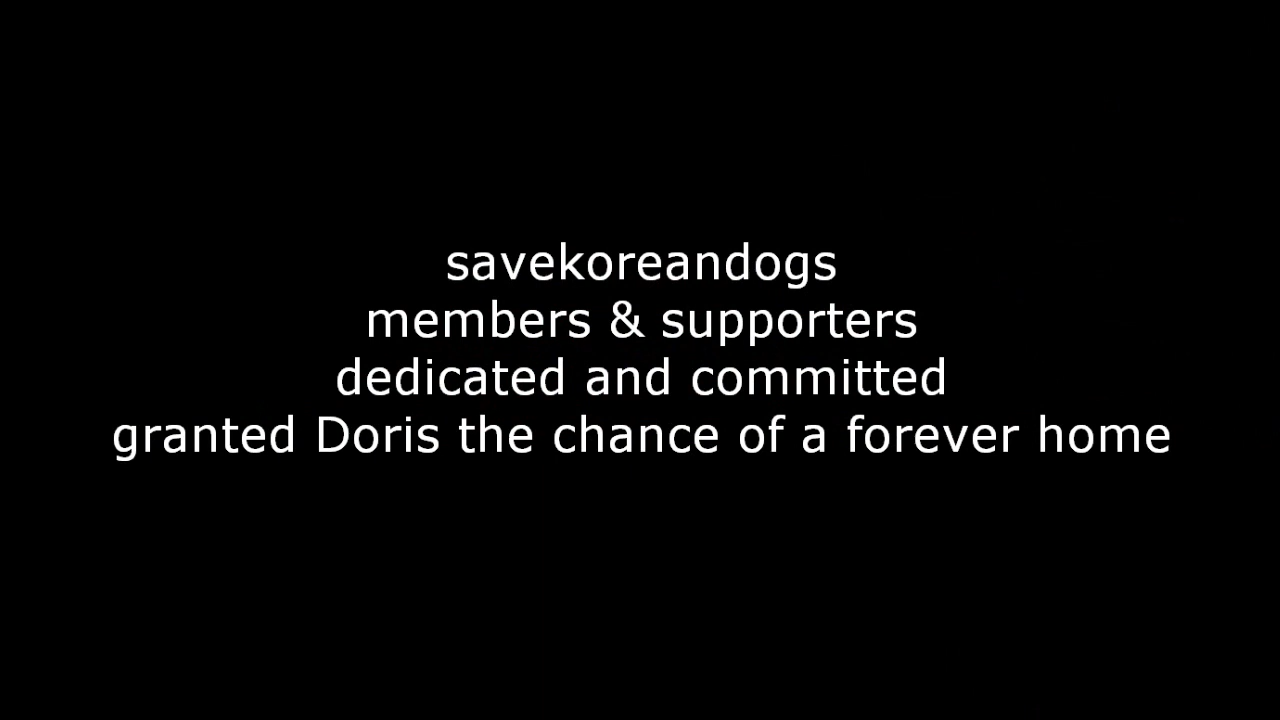 savekoreandogs
members & supporters
dedicated and committed
granted Doris the chance of a forever home